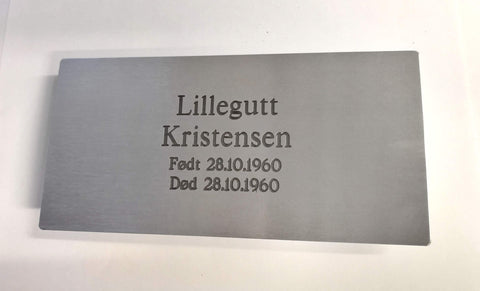 Lillegutt
Kristensen
Født 28.10.1960
Død 28.10.1960